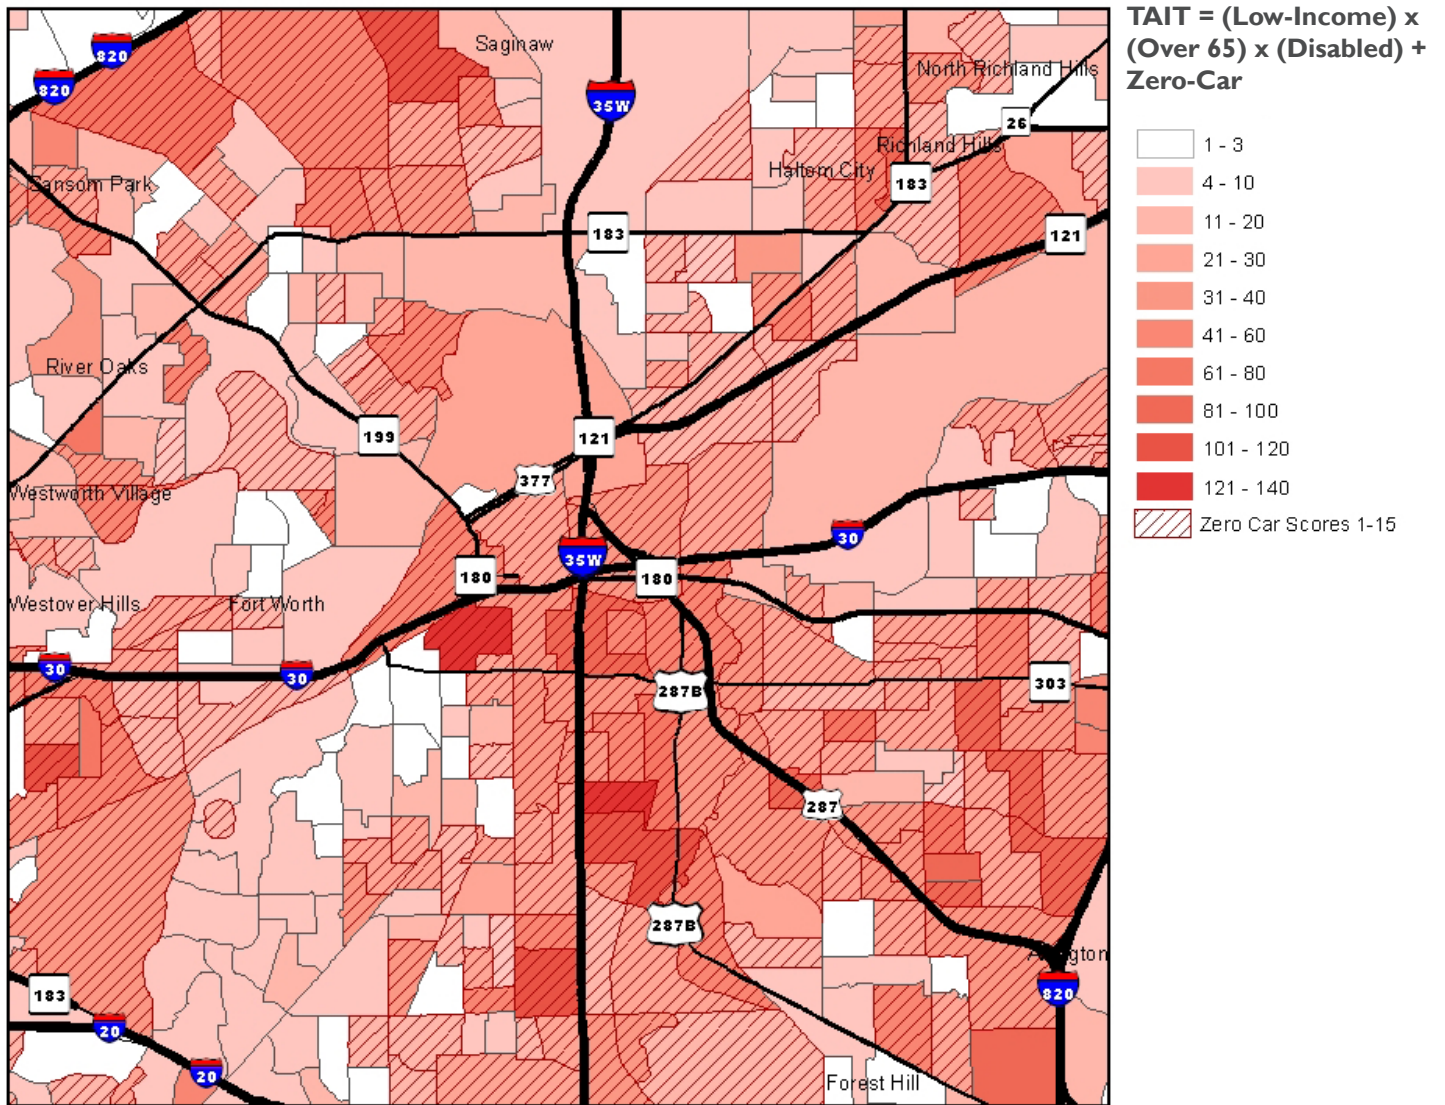 TAIT = (Low-Income) x
(Over 65) x (Disabled) +
Zero-Car
1 - 3
4 - 10
11 - 20
21 - 30
31 - 40
41 - 60
61 - 80
81 - 100
101 - 120
121 - 140
Zero Car Scores 1-15
820
Saginaw
820
35W
North Richland Hills
26
Richland Hills
Haltom City
183
Sansom Park
183
121
River Oaks
199
121
377
Westworth Village
30
35W
180
180
Westover Hills
Fort Worth
30
30
303
287B
287
287B
183
820
20
20
Forest Hill